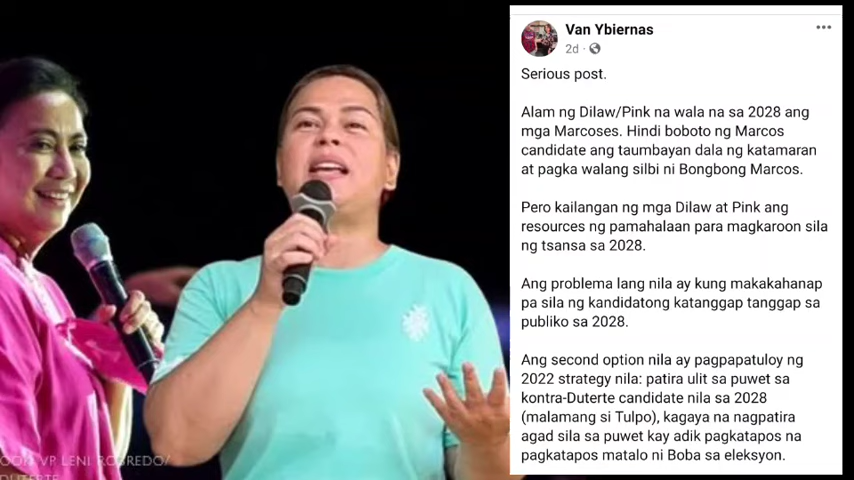 Van Ybiernas
2d
Serious post.
Alam ng Dilaw/Pink na wala na sa 2028 ang
mga Marcoses. Hindi boboto ng Marcos
candidate ang taumbayan dala ng katamaran
at pagka walang silbi ni Bongbong Marcos.
Pero kailangan ng mga Dilaw at Pink ang
resources ng pamahalaan para magkaroon sila
ng tsansa sa 2028.
Ang problema lang nila ay kung makakahanap
pa sila ng kandidatong katanggap tanggap sa
publiko sa 2028.
Ang second option nila ay pagpapatuloy ng
2022 strategy nila: patira ulit sa puwet sa
kontra-Duterte candidate nila sa 2028
(malamang si Tulpo), kagaya na nagpatira
agad sila sa puwet kay adik pagkatapos na
pagkatapos matalo ni Boba sa eleksyon.
VP LENI ROBREDO/